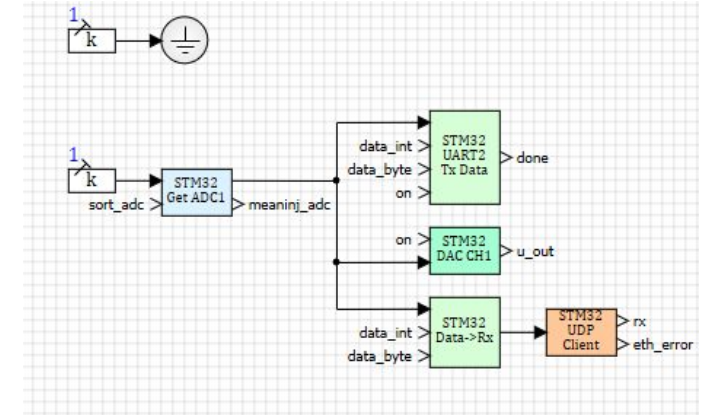 1
k
1
k
sort_adc
STM32
Get ADC1
meaninj_adc
data_int
data_byte
on
STM32
UART2
Tx Data
done
on
STM32
DAC CH1
u_out
data_int
data_byte
STM32
Data->Rx
STM32
UDP
Client
rx
eth_error